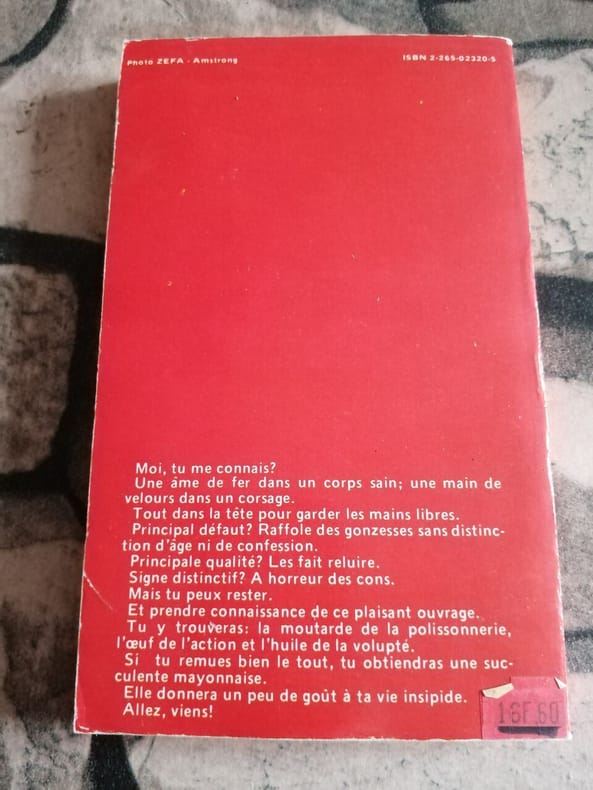 Photo ZEFA - Amstrong
ISBN 2-265-02320-5
Moi, tu me connais?
Une âme de fer dans un corps sain; une main de
velours dans un corsage.
Tout dans la tête pour garder les mains libres.
Principal défaut? Raffole des gonzesses sans distinc-
tion d'âge ni de confession.
Principale qualité? Les fait reluire.
Signe distinctif? A horreur des cons.
Mais tu peux rester.
Et prendre connaissance de ce plaisant ouvrage.
Tu y trouveras: la moutarde de la polissonnerie,
l'œuf de l'action et l'huile de la volupté.
Si tu remues bien le tout, tu obtiendras une suc-
culente mayonnaise.
Elle donnera un peu de goût à ta vie insipide.
Allez, viens!
16F.60